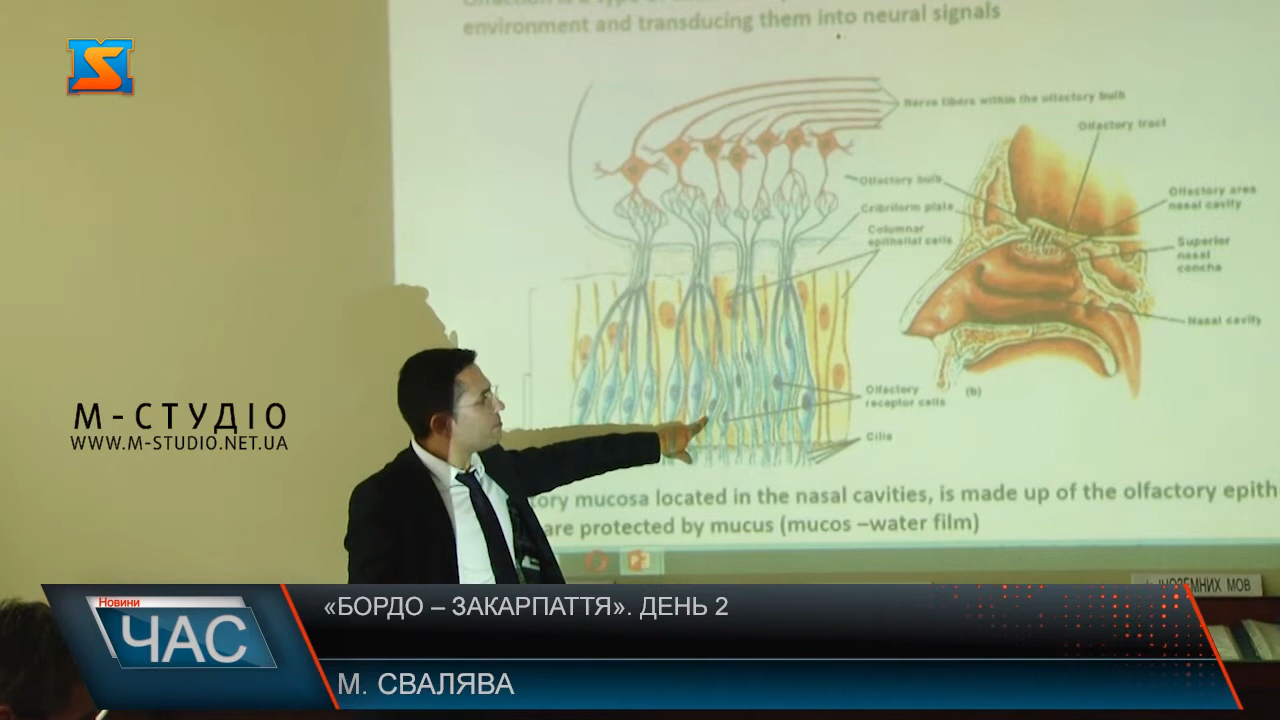 environment and transducing them into neural signals
Nerve fibers within the olfactory bulb
Olfactory tract
Olfactory bulb
Olfactory area
nasal cavity
Cribriform plate
Columnar
epithelial cells
Superior
nasal
concha
Nasal cavity
Olfactory
receptor cells
(b)
Cilia
М-СТУДІО
WWW.M-STUDIO.NET.UA
tory mucosa located in the nasal cavities, is made up of the olfactory epith
are protected by mucus (mucos –water film)
НОЗЕМНИХ МОВ
Новини
ЧАС
«БОРДО – ЗАКАРПАТТЯ». ДЕНЬ 2
М. СВАЛЯВА